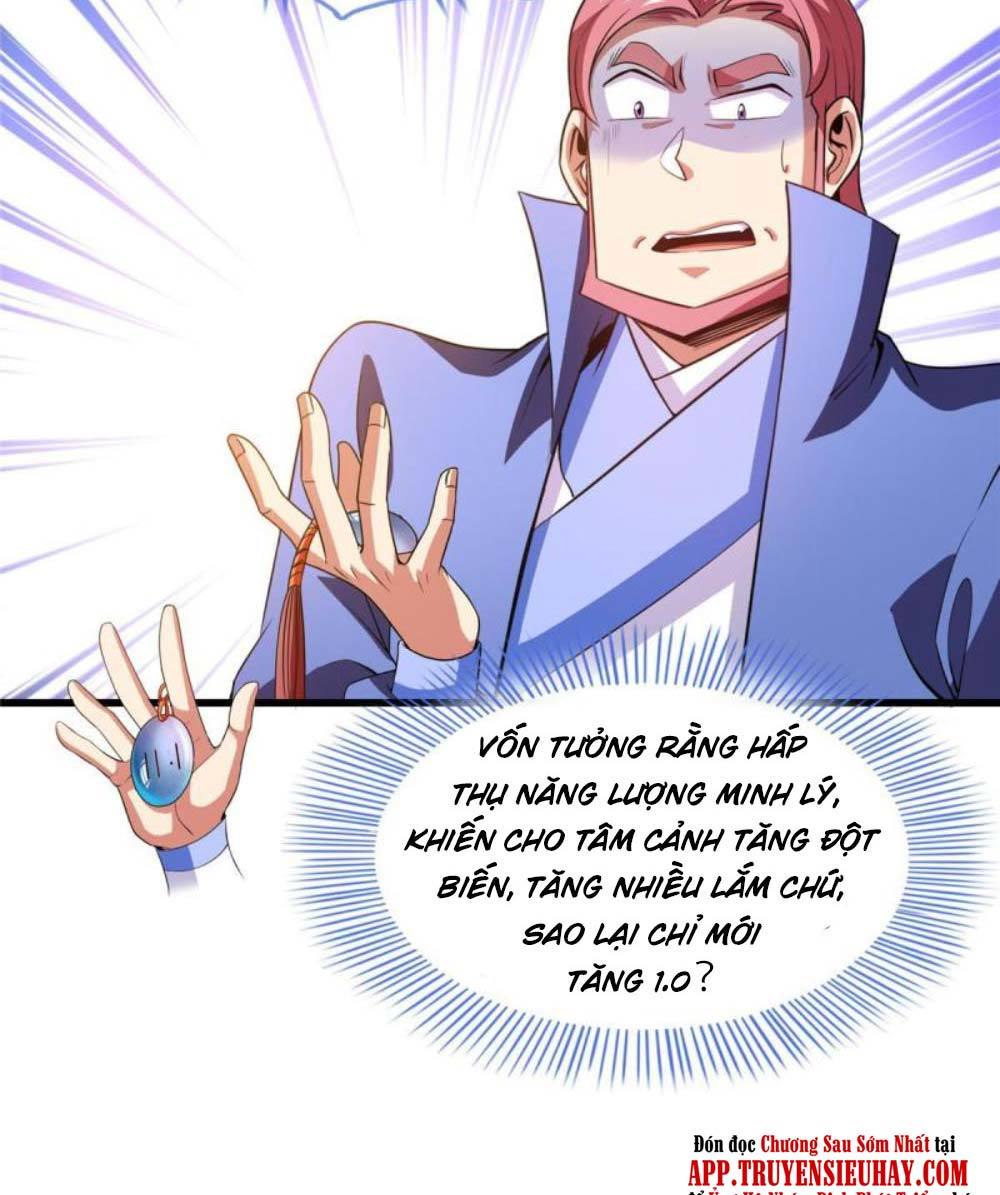 VỐN TƯỞNG RẰNG HẤP
THỤ NĂNG LƯỢNG MINH LÝ,
KHIẾN CHO TÂM CẢNH TĂNG ĐỘT
BIẾN, TĂNG NHIỀU LẮM CHỨ,
SAO LẠI CHỈ MỚI
TĂNG 1.0?
Đón đọc Chương Sau Sớm Nhất tại
APP.TRUYENSIEUHAY.COM